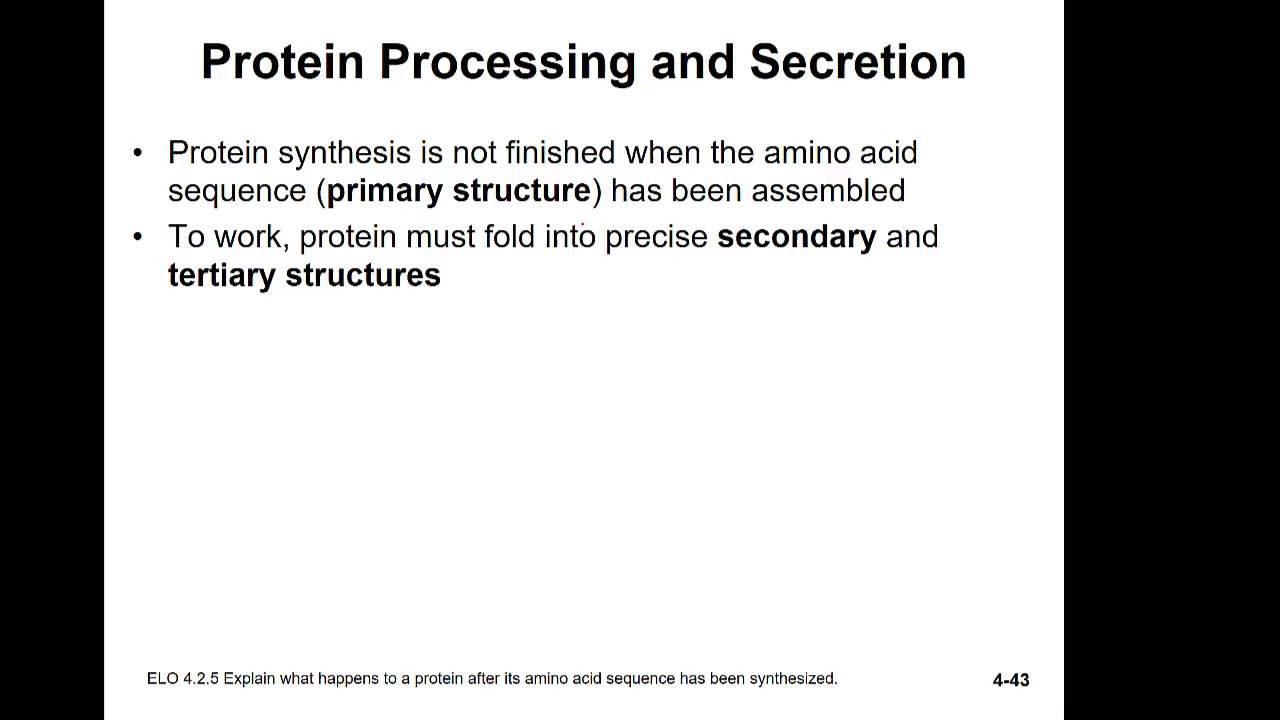 Protein Processing and Secretion
• Protein synthesis is not finished when the amino acid
sequence (primary structure) has been assembled
• To work, protein must fold into precise secondary and
tertiary structures
ELO 4.2.5 Explain what happens to a protein after its amino acid sequence has been synthesized.
4-43